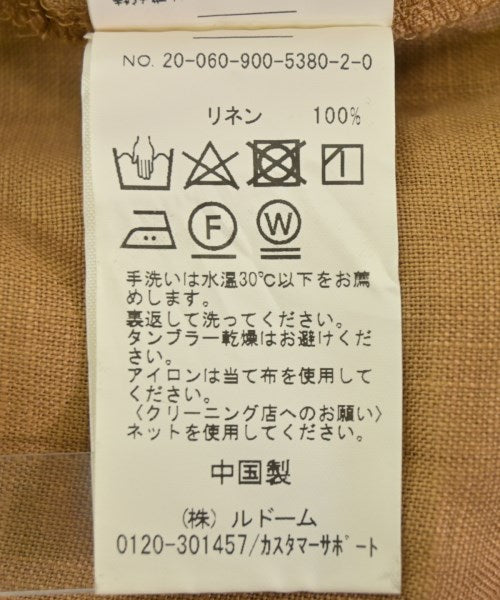 NO. 20-060-900-5380-2-0
リネン 100%
F W
手洗いは水温30℃以下をお薦
めします。
裏返して洗ってください。
タンブラー乾燥はお避けくだ
さい。
アイロンは当て布を使用して
ください。
〈クリーニング店へのお願い〉
ネットを使用してください。
中国製
(株) ルドーム
0120-301457/カスタマーサポート